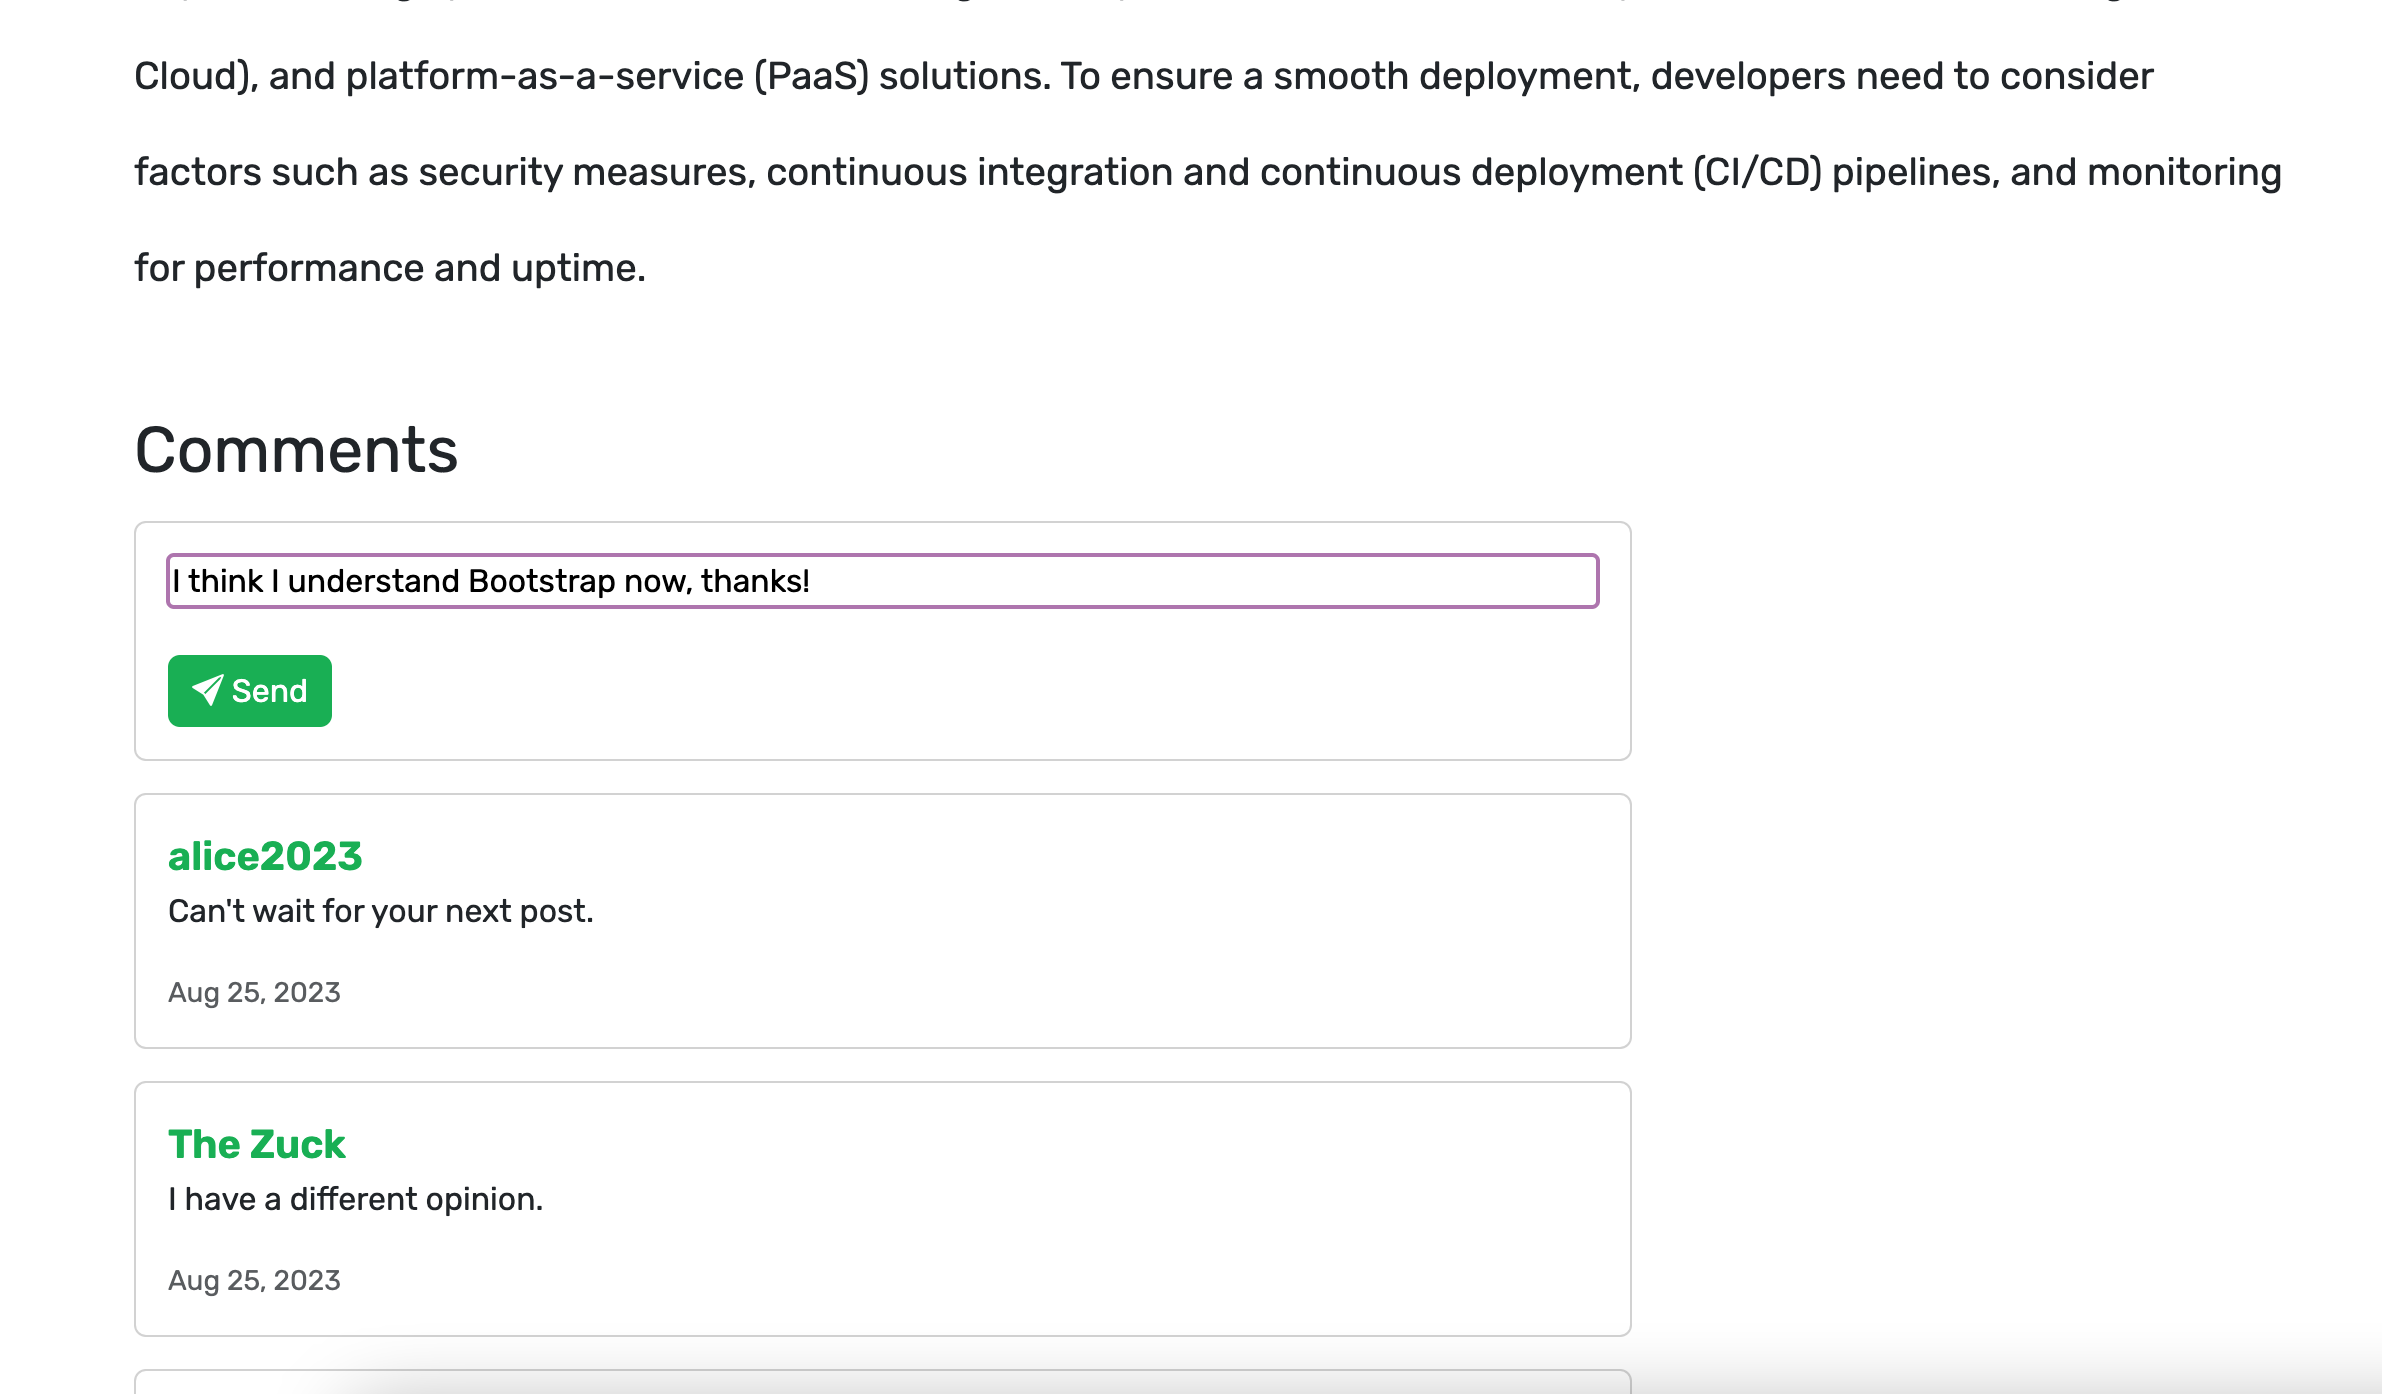 Cloud), and platform-as-a-service (PaaS) solutions. To ensure a smooth deployment, developers need to consider
factors such as security measures, continuous integration and continuous deployment (CI/CD) pipelines, and monitoring
for performance and uptime.
Comments
I think I understand Bootstrap now, thanks!
Send
alice2023
Can't wait for your next post.
Aug 25, 2023
The Zuck
I have a different opinion.
Aug 25, 2023